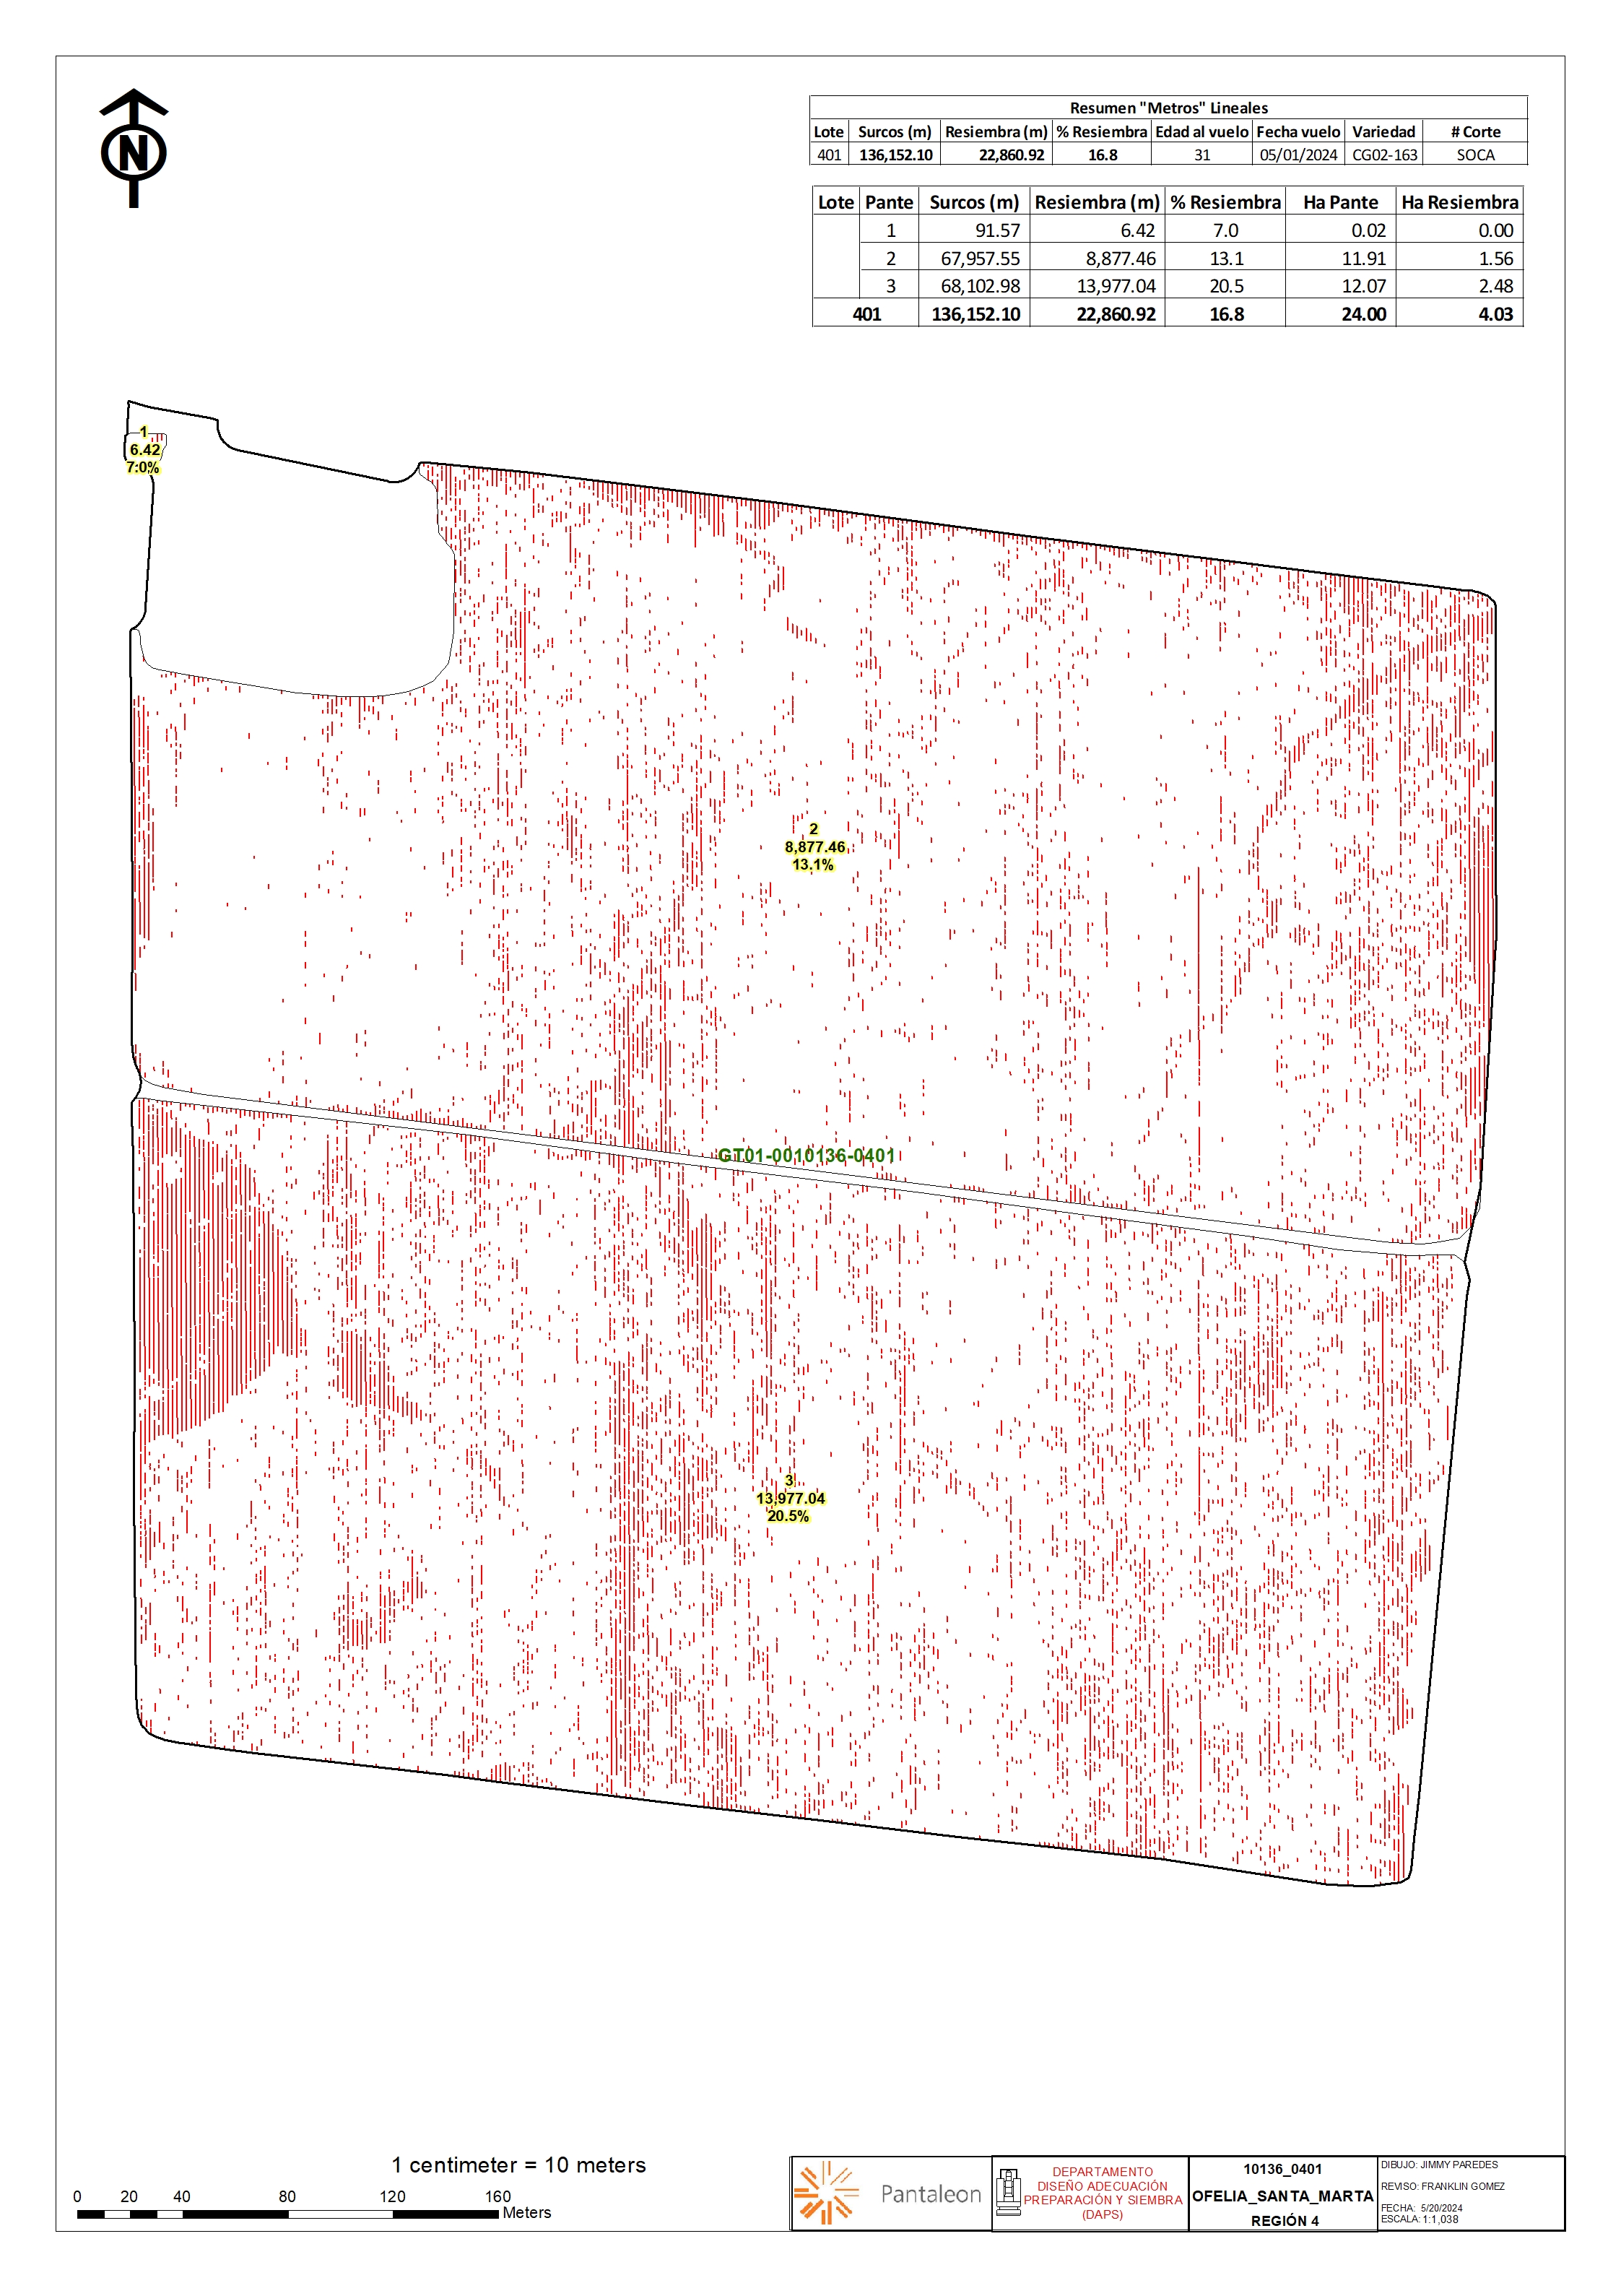 N
Resumen "Metros" Lineales
Lote Surcos (m) Resiembra (m) % Resiembra Edad al vuelo Fecha vuelo Variedad # Corte
401 136,152.10 22,860.92 16.8 31 05/01/2024 CG02-163 SOCA
Lote Pante Surcos (m) Resiembra (m) % Resiembra Ha Pante Ha Resiembra
1 91.57 6.42 7.0 0.02 0.00
2 67,957.55 8,877.46 13.1 11.91 1.56
3 68,102.98 13,977.04 20.5 12.07 2.48
401 136,152.10 22,860.92 16.8 24.00 4.03
1
6.42
7.0%
2
8,877.46
13.1%
GT01-0010136-0401
3
13,977.04
20.5%
1 centimeter = 10 meters
0 20 40 80 120 160
Meters
Pantaleon
DEPARTAMENTO
DISEÑO ADECUACIÓN
PREPARACIÓN Y SIEMBRA
(DAPS)
10136_0401
OFELIA_SANTA_MARTA
REGIÓN 4
DIBUJO: JIMMY PAREDES
REVISO: FRANKLIN GOMEZ
FECHA: 5/20/2024
ESCALA: 1:1,038